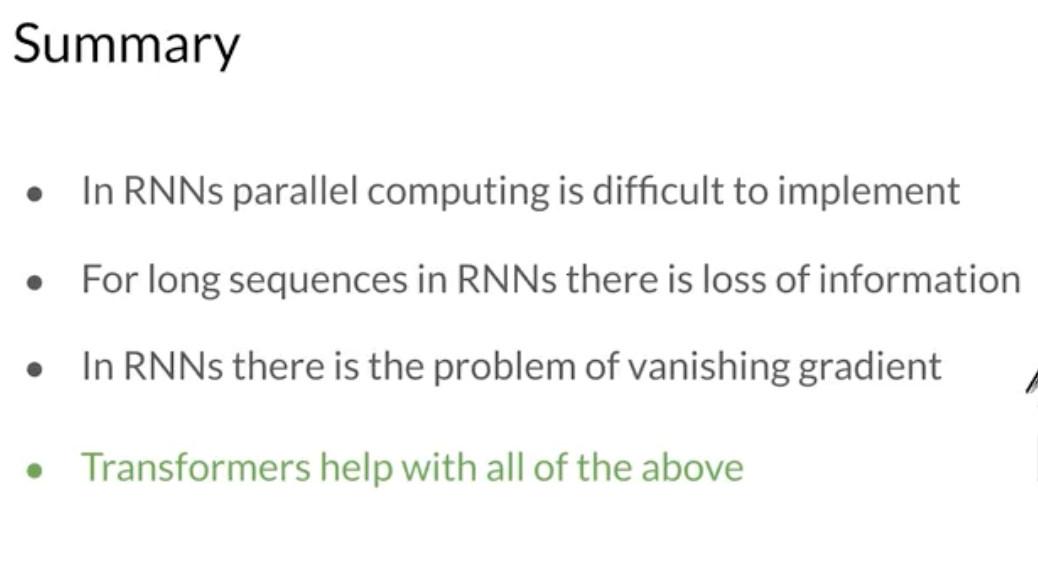 Summary
● In RNNs parallel computing is difficult to implement
● For long sequences in RNNs there is loss of information
● In RNNs there is the problem of vanishing gradient
● Transformers help with all of the above